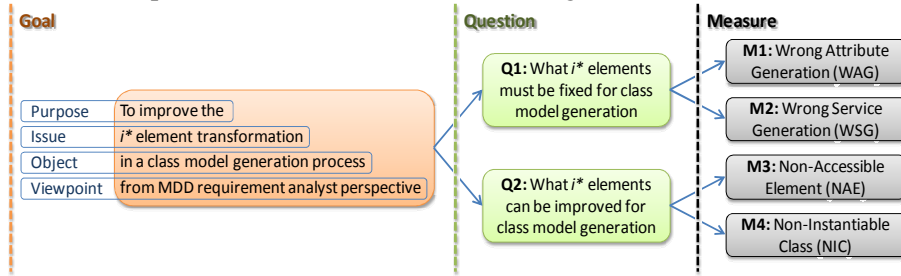 Goal
Question
Measure
Purpose To improve the
Issue i* element transformation
Object in a class model generation process
Viewpoint from MDD requirement analyst perspective
Q1: What i* elements
must be fixed for class
model generation
Q2: What i* elements
can be improved for
class model generation
M1: Wrong Attribute
Generation (WAG)
M2: Wrong Service
Generation (WSG)
M3: Non-Accessible
Element (NAE)
M4: Non-Instantiable
Class (NIC)